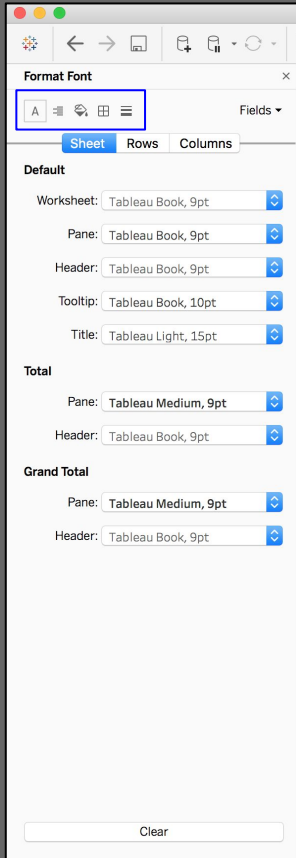 Format Font
A
Fields
Sheet Rows Columns
Default
Worksheet: Tableau Book, 9pt
Pane: Tableau Book, 9pt
Header: Tableau Book, 9pt
Tooltip: Tableau Book, 10pt
Title: Tableau Light, 15pt
Total
Pane: Tableau Medium, 9pt
Header: Tableau Book, 9pt
Grand Total
Pane: Tableau Medium, 9pt
Header: Tableau Book, 9pt
Clear